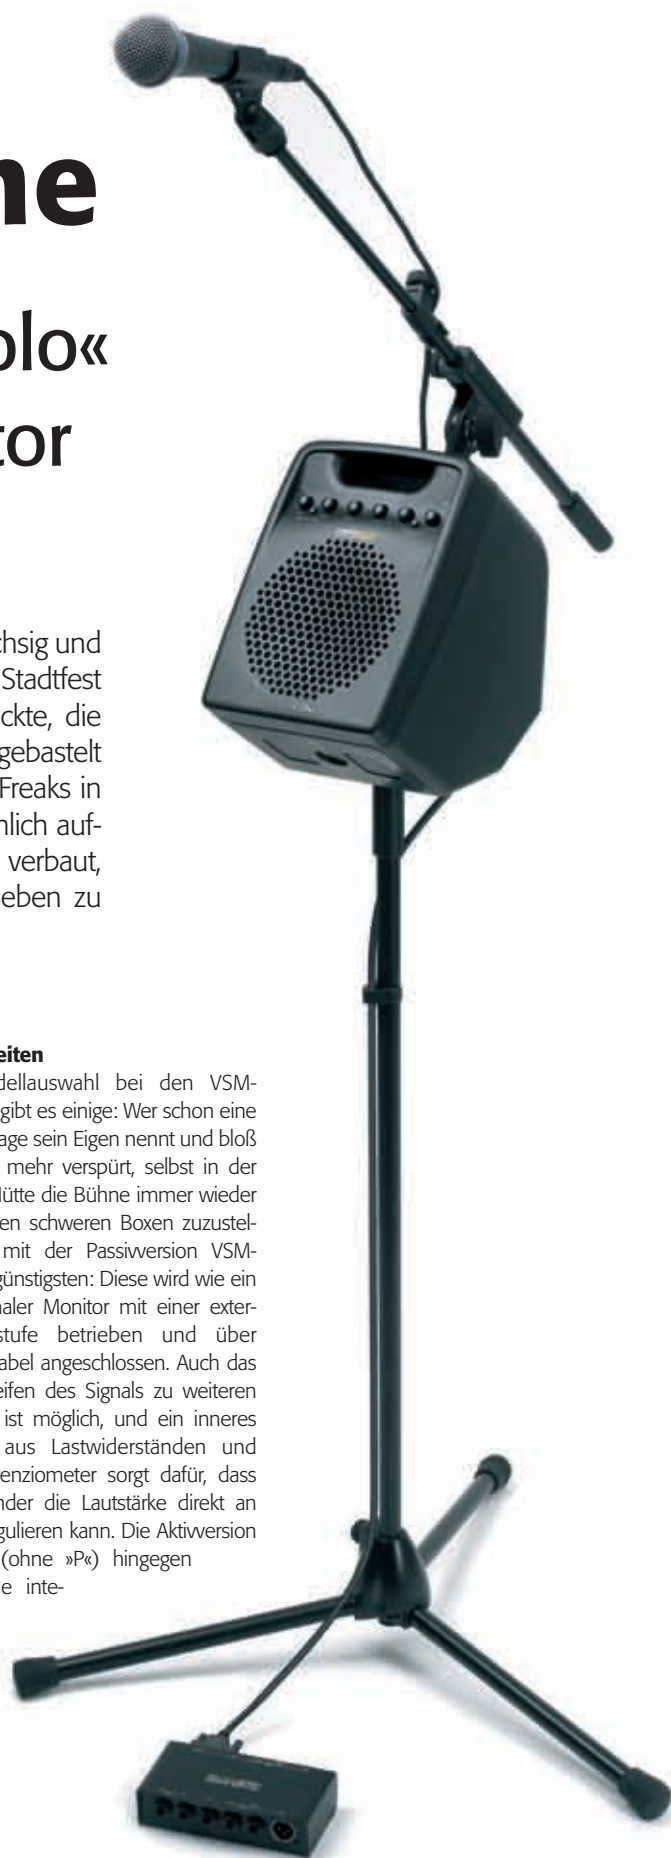 ne
olo«
tor
chsig und
Stadtfest
ckte, die
gebastelt
Freaks in
nlich auf-
verbaut,
eben zu
eiten
dellauswahl bei den VSM-
gibt es einige: Wer schon eine
age sein Eigen nennt und bloß
mehr verspürt, selbst in der
Hütte die Bühne immer wieder
en schweren Boxen zuzustel-
mit der Passivversion VSM-
günstigsten: Diese wird wie ein
naler Monitor mit einer exter-
stufe betrieben und über
abel angeschlossen. Auch das
eifen des Signals zu weiteren
ist möglich, und ein inneres
aus Lastwiderständen und
enziometer sorgt dafür, dass
nder die Lautstärke direkt an
gulieren kann. Die Aktivversion
(ohne »P«) hingegen
e inte-